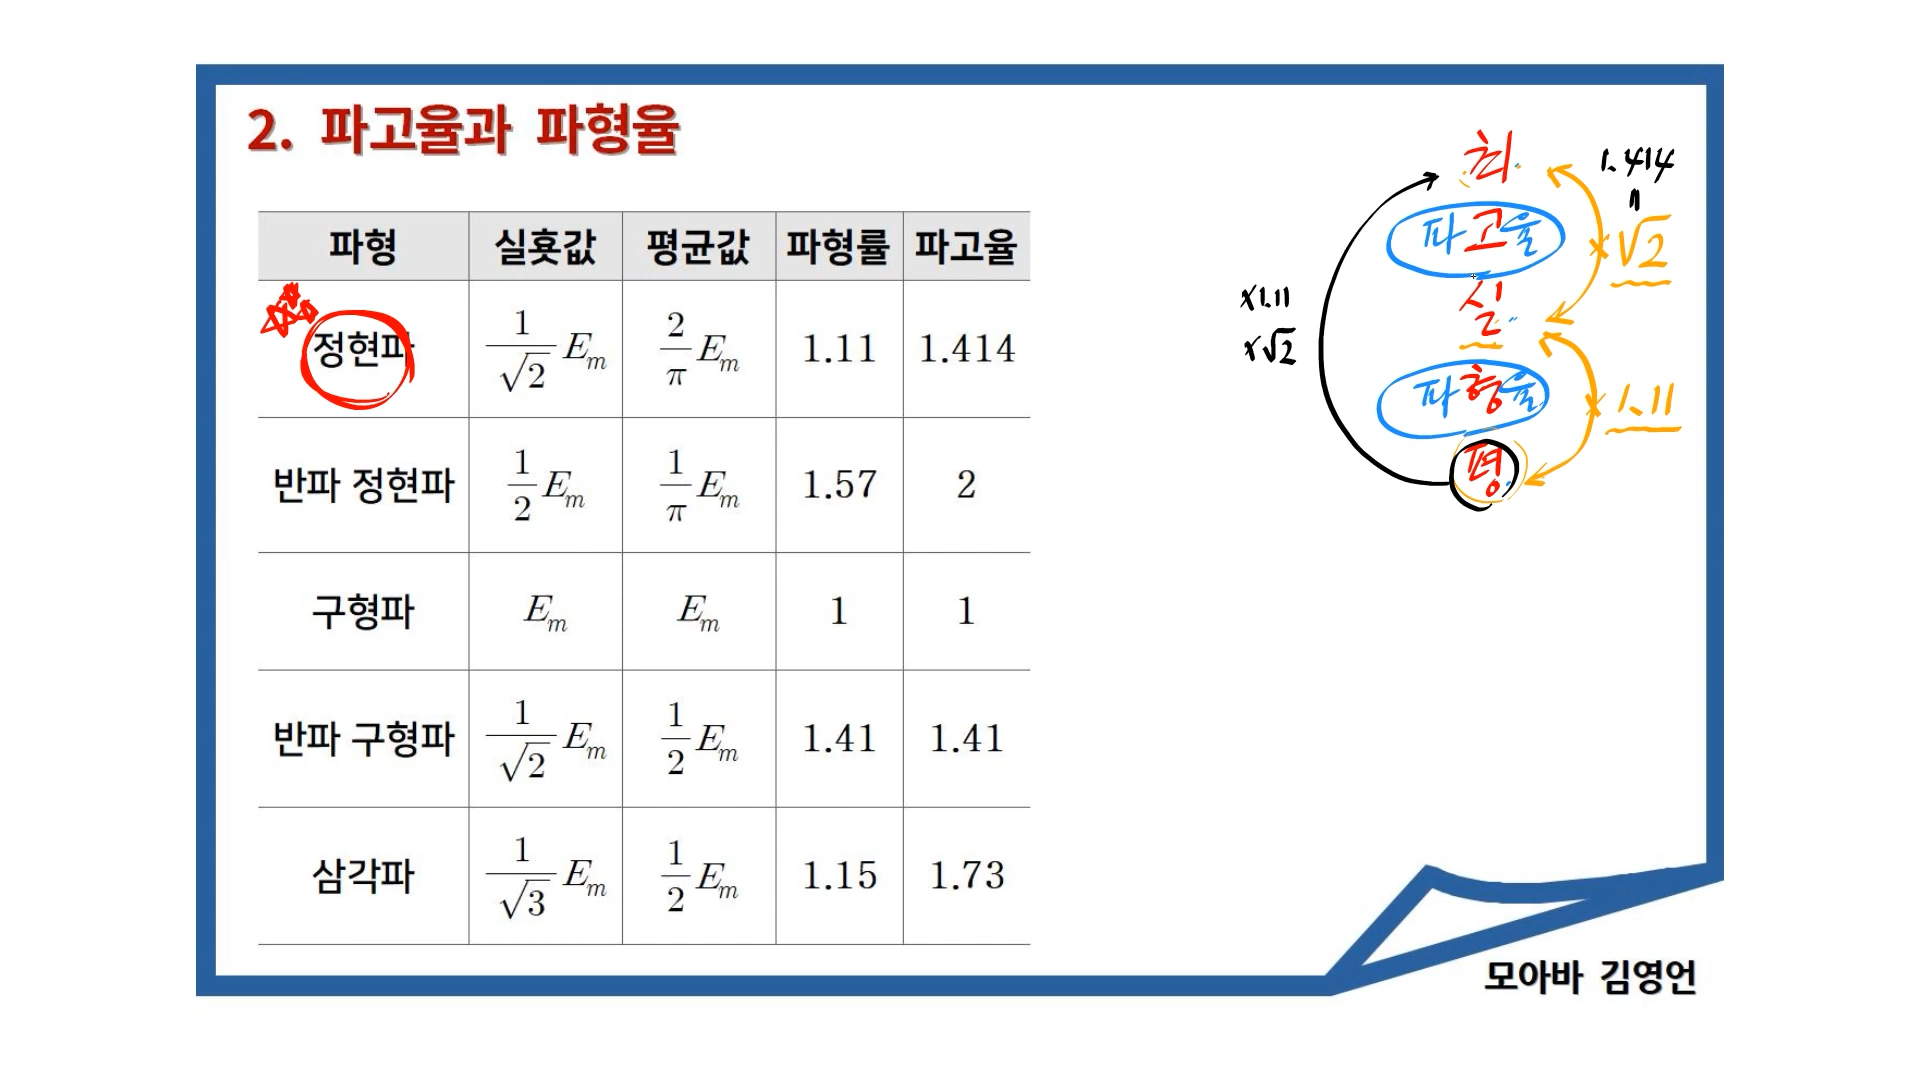 2. 파고율과 파형율
파형 실횻값 평균값 파형률 파고율
정현파 1/√2 Eₘ 2/π Eₘ 1.11 1.414
반파 정현파 1/2 Eₘ 1/π Eₘ 1.57 2
구형파 Eₘ Eₘ 1 1
반파 구형파 1/√2 Eₘ 1/2 Eₘ 1.41 1.41
삼각파 1/√3 Eₘ 1/2 Eₘ 1.15 1.73
최
1.414
=
파고율
×√2
실
×1.11
×√2
파형율
×1.11
평
모아바 김영언